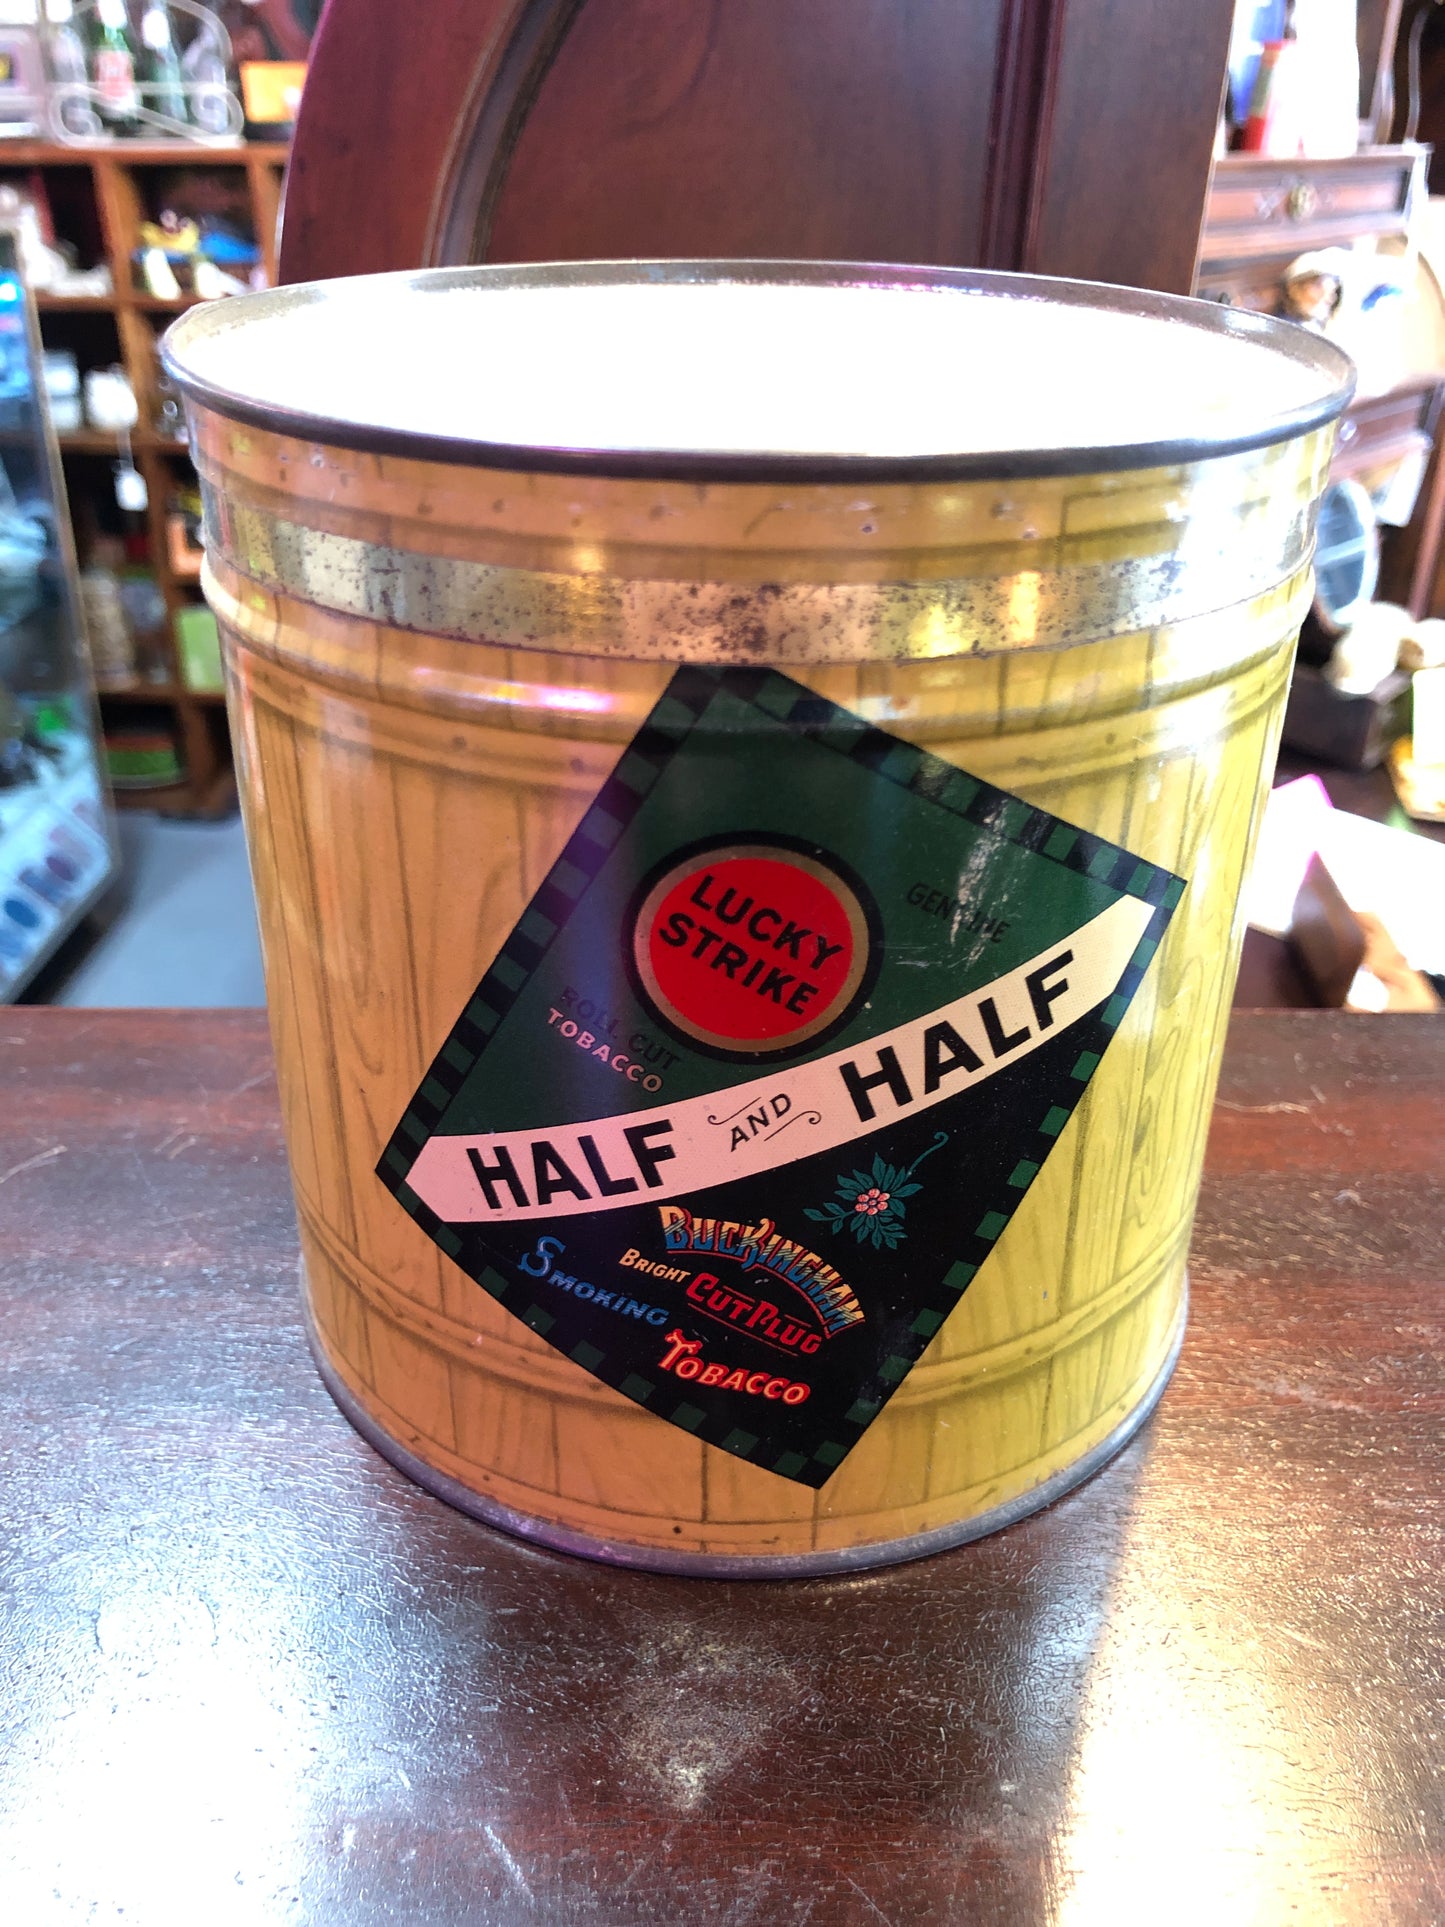 GENUINE
LUCKY
STRIKE
ROLL CUT
TOBACCO
HALF AND HALF
BUCKINGHAM
BRIGHT CUT PLUG
SMOKING
TOBACCO